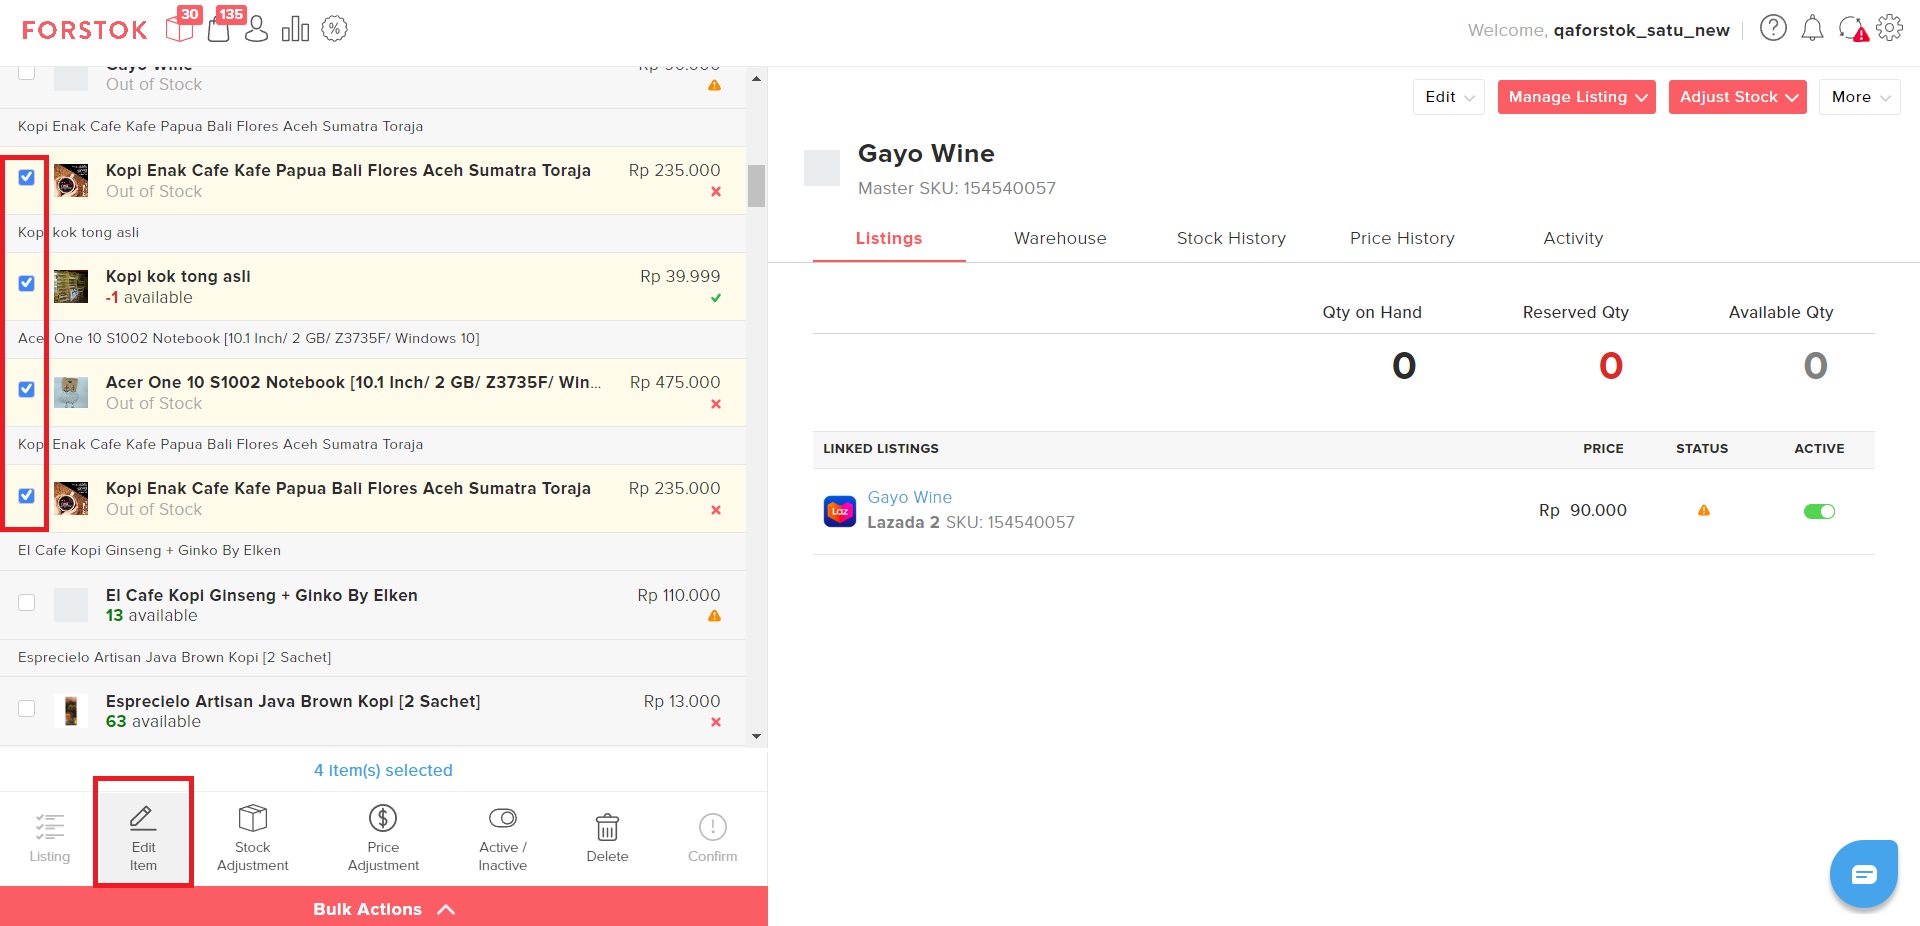 FORSTOK
30
135
Welcome, qaforstok_satu_new
Gayo Wine
Rp 90.000
Out of Stock
Kopi Enak Cafe Kafe Papua Bali Flores Aceh Sumatra Toraja
Kopi Enak Cafe Kafe Papua Bali Flores Aceh Sumatra Toraja
Rp 235.000
Out of Stock
Kopi kok tong asli
Kopi kok tong asli
Rp 39.999
-1 available
Acer One 10 S1002 Notebook [10.1 Inch/ 2 GB/ Z3735F/ Windows 10]
Acer One 10 S1002 Notebook [10.1 Inch/ 2 GB/ Z3735F/ Win...
Rp 475.000
Out of Stock
Kopi Enak Cafe Kafe Papua Bali Flores Aceh Sumatra Toraja
Kopi Enak Cafe Kafe Papua Bali Flores Aceh Sumatra Toraja
Rp 235.000
Out of Stock
El Cafe Kopi Ginseng + Ginko By Elken
El Cafe Kopi Ginseng + Ginko By Elken
Rp 110.000
13 available
Esprecielo Artisan Java Brown Kopi [2 Sachet]
Esprecielo Artisan Java Brown Kopi [2 Sachet]
Rp 13.000
63 available
4 item(s) selected
Listing
Edit
Item
Stock
Adjustment
Price
Adjustment
Active /
Inactive
Delete
Confirm
Bulk Actions
Edit
Manage Listing
Adjust Stock
More
Gayo Wine
Master SKU: 154540057
Listings
Warehouse
Stock History
Price History
Activity
Qty on Hand
Reserved Qty
Available Qty
0
0
0
LINKED LISTINGS
PRICE
STATUS
ACTIVE
Laz
Gayo Wine
Lazada 2 SKU: 154540057
Rp 90.000